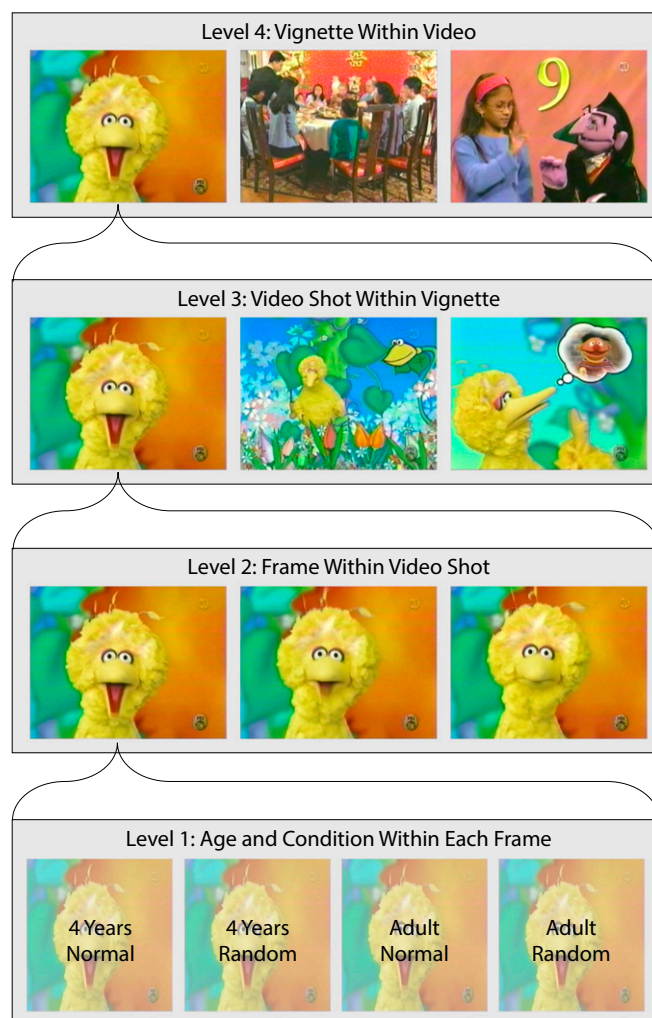 Level 4: Vignette Within Video
9
Level 3: Video Shot Within Vignette
Level 2: Frame Within Video Shot
Level 1: Age and Condition Within Each Frame
4 Years
Normal
4 Years
Random
Adult
Normal
Adult
Random